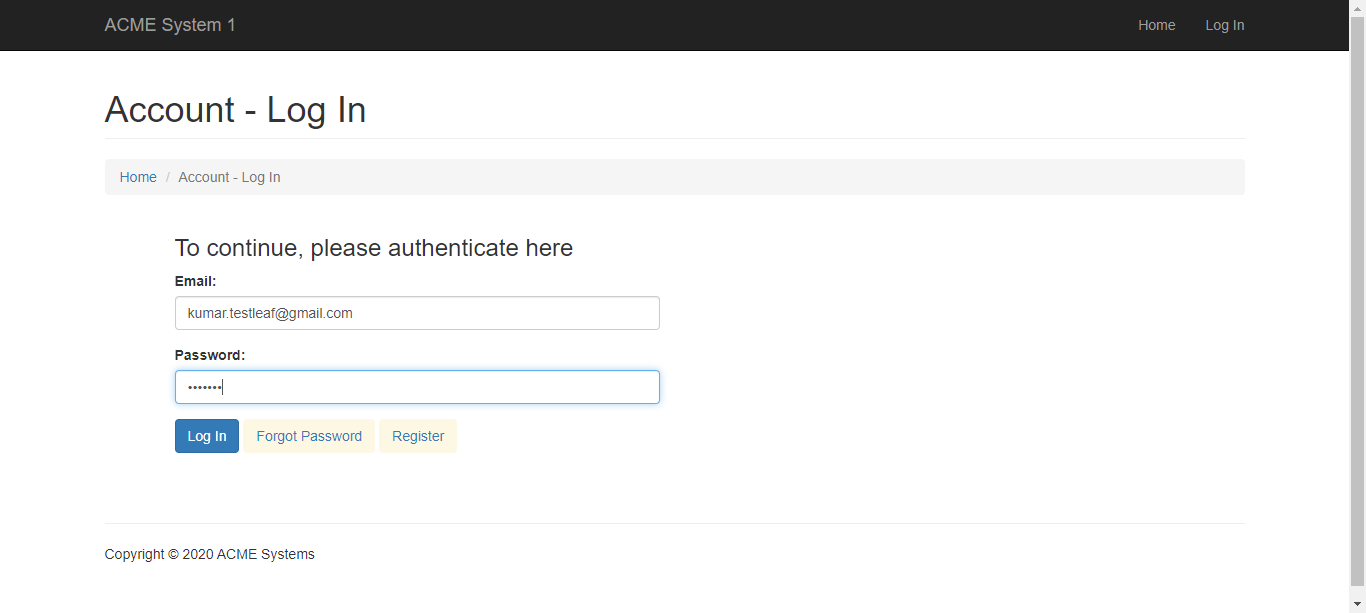 ACME System 1 Home Log In
Account - Log In
Home / Account - Log In
To continue, please authenticate here
Email:
kumar.testleaf@gmail.com
Password:
•••••••
Log In Forgot Password Register
Copyright © 2020 ACME Systems